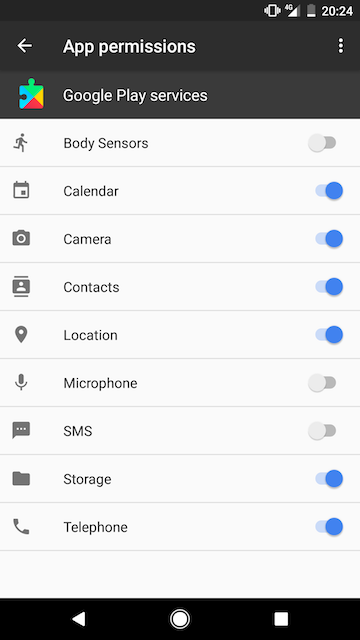 4G 20:24
App permissions
Google Play services
Body Sensors
Calendar
Camera
Contacts
Location
Microphone
SMS
Storage
Telephone